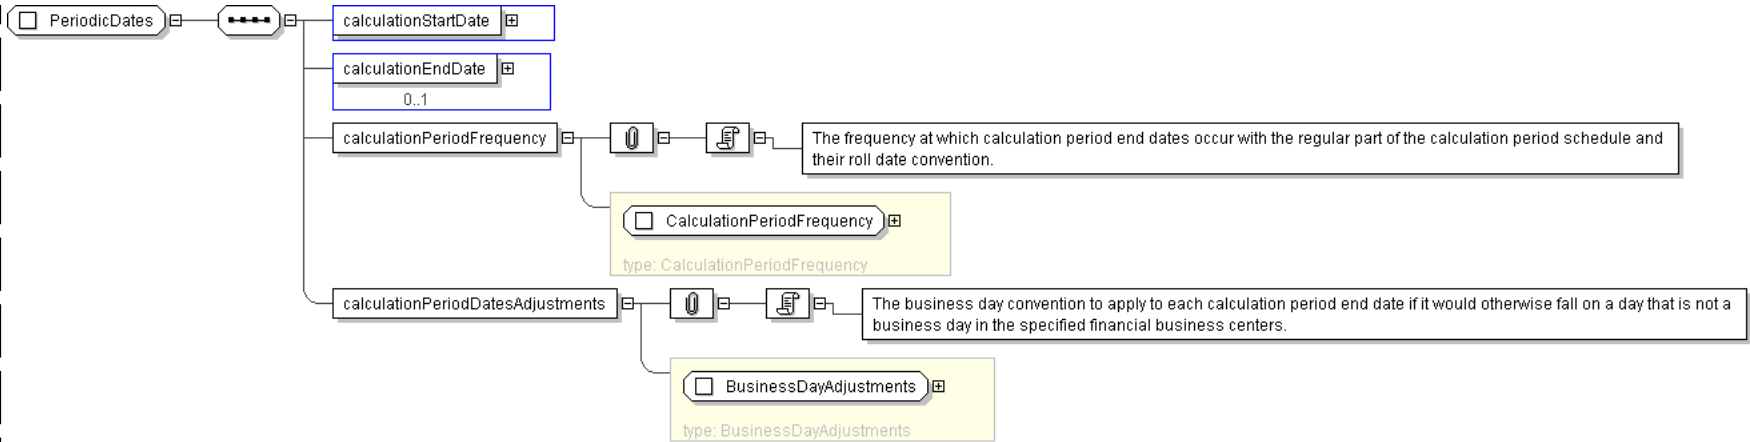 PeriodicDates
calculationStartDate
calculationEndDate
0..1
calculationPeriodFrequency
The frequency at which calculation period end dates occur with the regular part of the calculation period schedule and
their roll date convention.
CalculationPeriodFrequency
type: CalculationPeriodFrequency
calculationPeriodDatesAdjustments
The business day convention to apply to each calculation period end date if it would otherwise fall on a day that is not a
business day in the specified financial business centers.
BusinessDayAdjustments
type: BusinessDayAdjustments